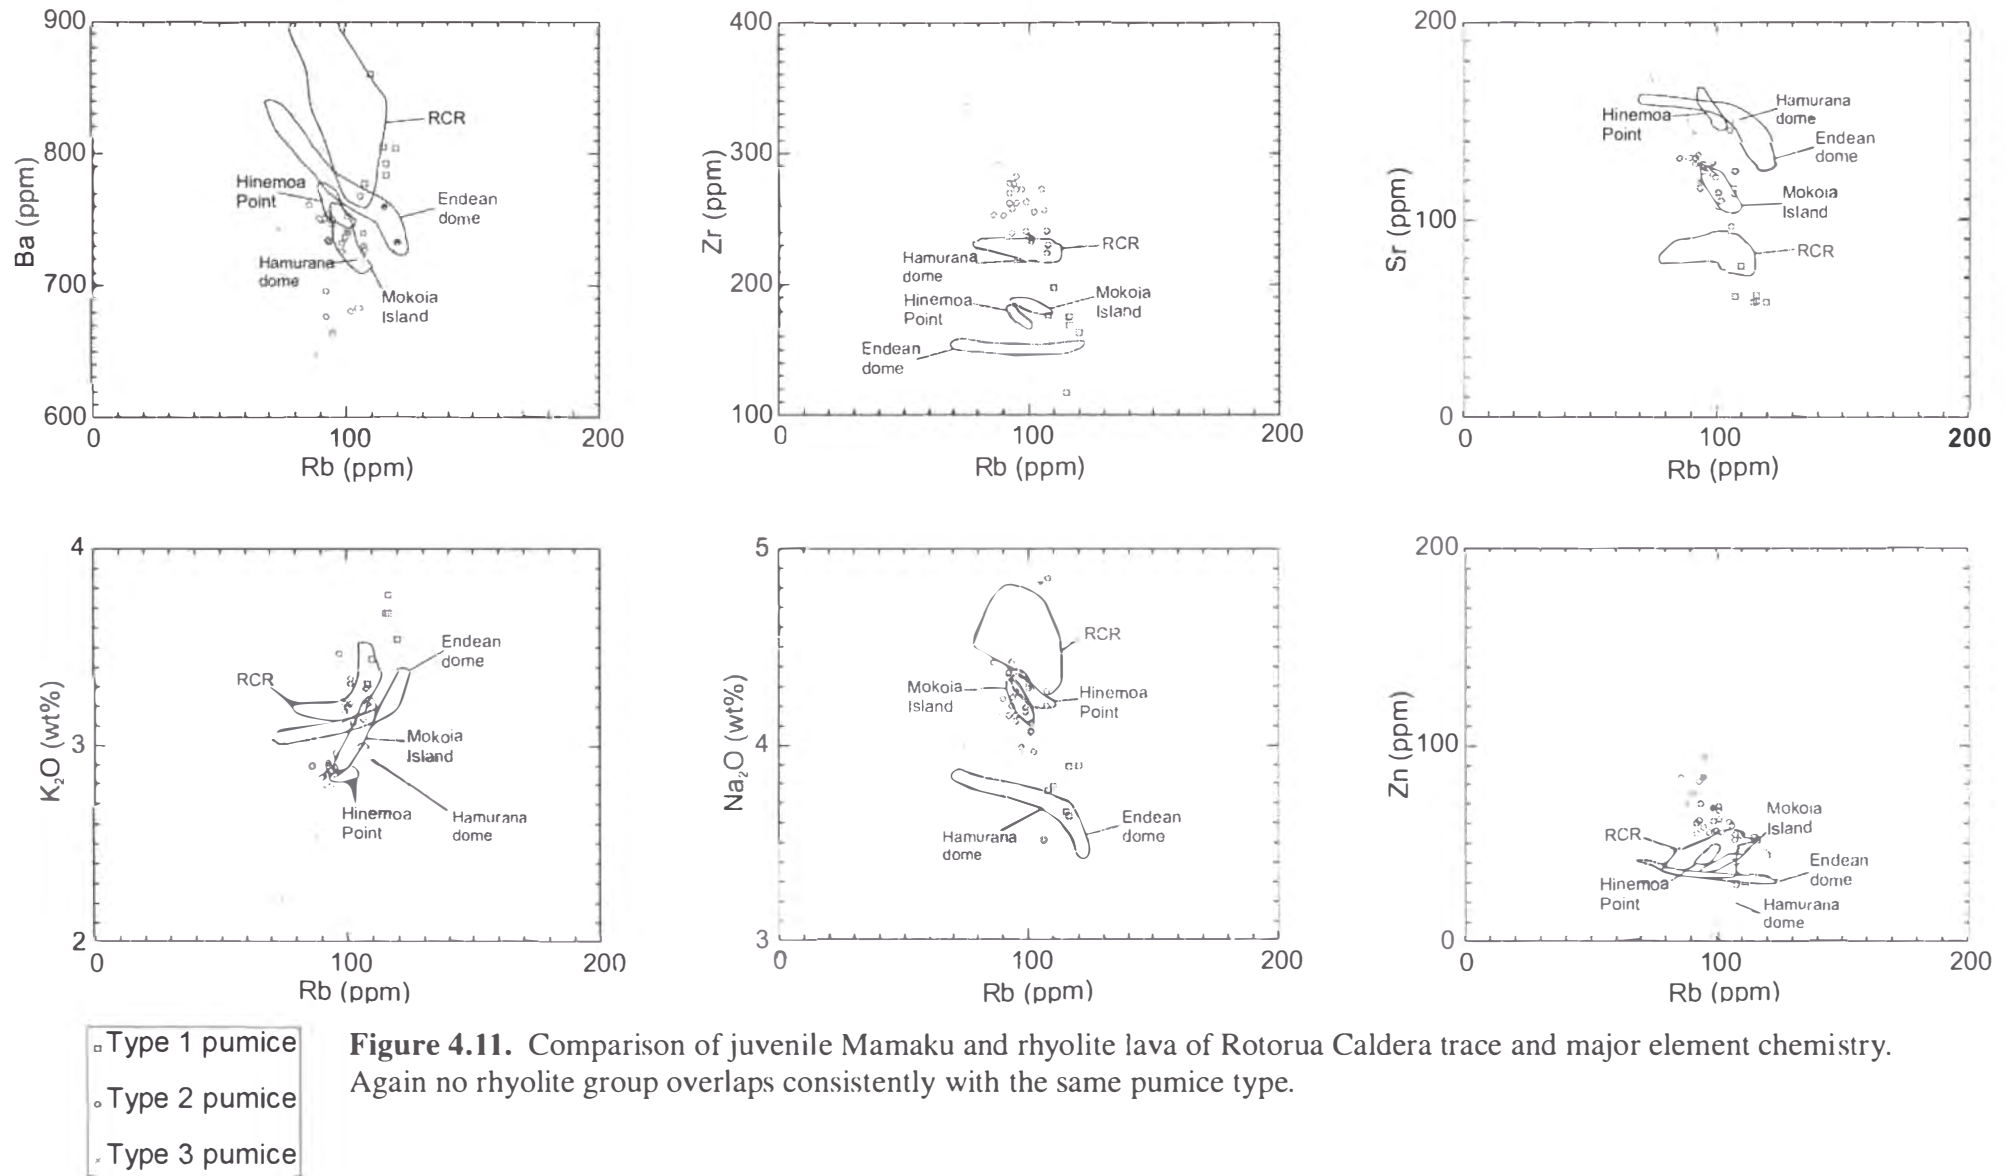 900
800
700
600
Ba (ppm)
RCR
Hinemoa
Point
Endean
dome
Hamurana
dome
Mokoia
Island
0
100
200
Rb (ppm)
400
300
200
100
Zr (ppm)
Hamurana
dome
RCR
Hinemoa
Point
Mokoia
Island
Endean
dome
0
100
200
Rb (ppm)
200
100
0
Sr (ppm)
Hinemoa
Point
Hamurana
dome
Endean
dome
Mokoia
Island
RCR
0
100
200
Rb (ppm)
4
3
2
K₂O (wt%)
RCR
Endean
dome
Mokoia
Island
Hinemoa
Point
Hamurana
dome
0
100
200
Rb (ppm)
5
4
3
Na₂O (wt%)
RCR
Mokoia
Island
Hinemoa
Point
Hamurana
dome
Endean
dome
0
100
200
Rb (ppm)
200
100
0
Zn (ppm)
Mokoia
Island
RCR
Endean
dome
Hinemoa
Point
Hamurana
dome
0
100
200
Rb (ppm)
Type 1 pumice
Type 2 pumice
Type 3 pumice
Figure 4.11. Comparison of juvenile Mamaku and rhyolite lava of Rotorua Caldera trace and major element chemistry.
Again no rhyolite group overlaps consistently with the same pumice type.